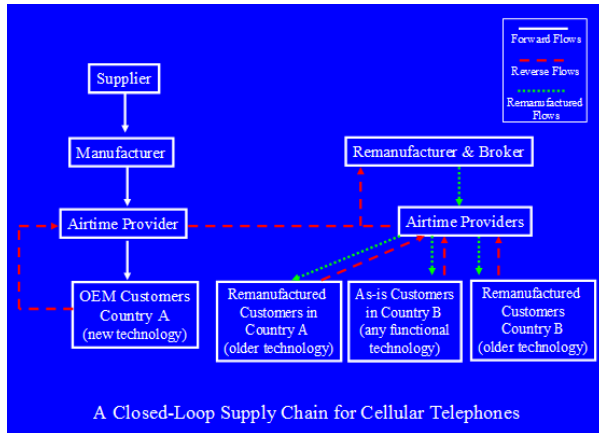 Forward Flows
Reverse Flows
Remanufactured
Flows
Supplier
Manufacturer
Remanufacturer & Broker
Airtime Provider
Airtime Providers
OEM Customers
Country A
(new technology)
Remanufactured
Customers in
Country A
(older technology)
As-is Customers
in Country B
(any functional
technology)
Remanufactured
Customers
Country B
(older technology)
A Closed-Loop Supply Chain for Cellular Telephones